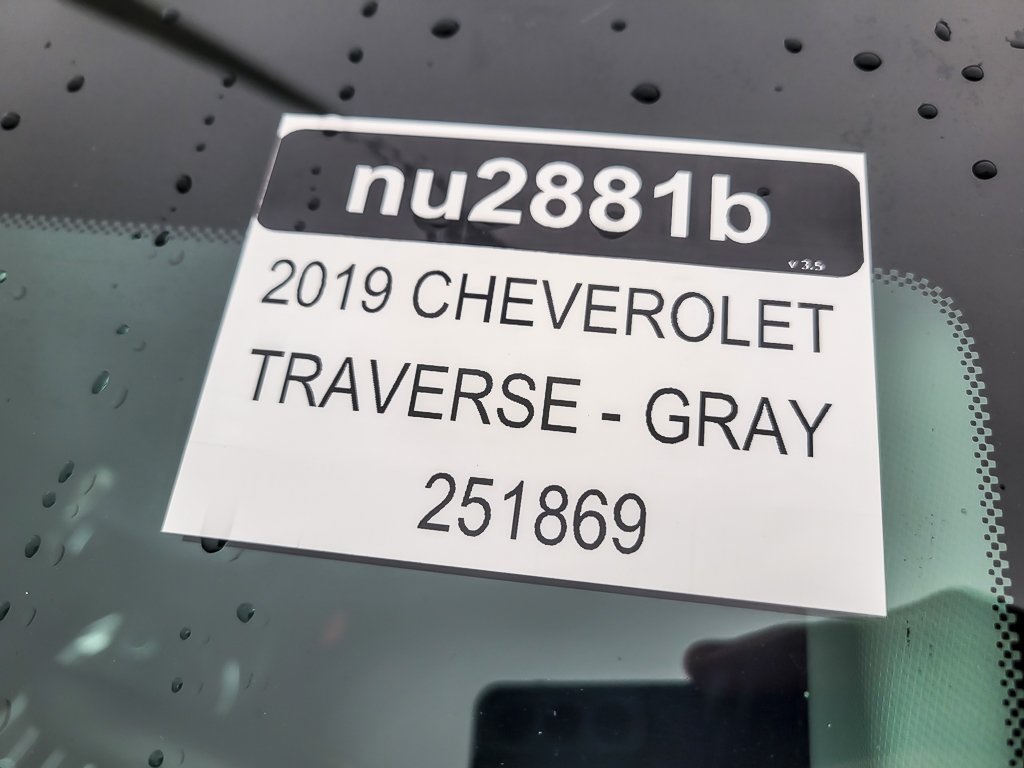 nu2881b
v 3.5
2019 CHEVEROLET
TRAVERSE - GRAY
251869